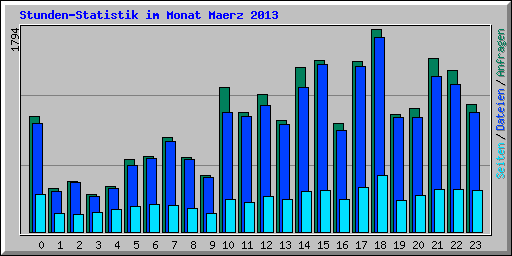 Stunden-Statistik im Monat Maerz 2013
1794
Seiten / Dateien / Anfragen
0 1 2 3 4 5 6 7 8 9 10 11 12 13 14 15 16 17 18 19 20 21 22 23